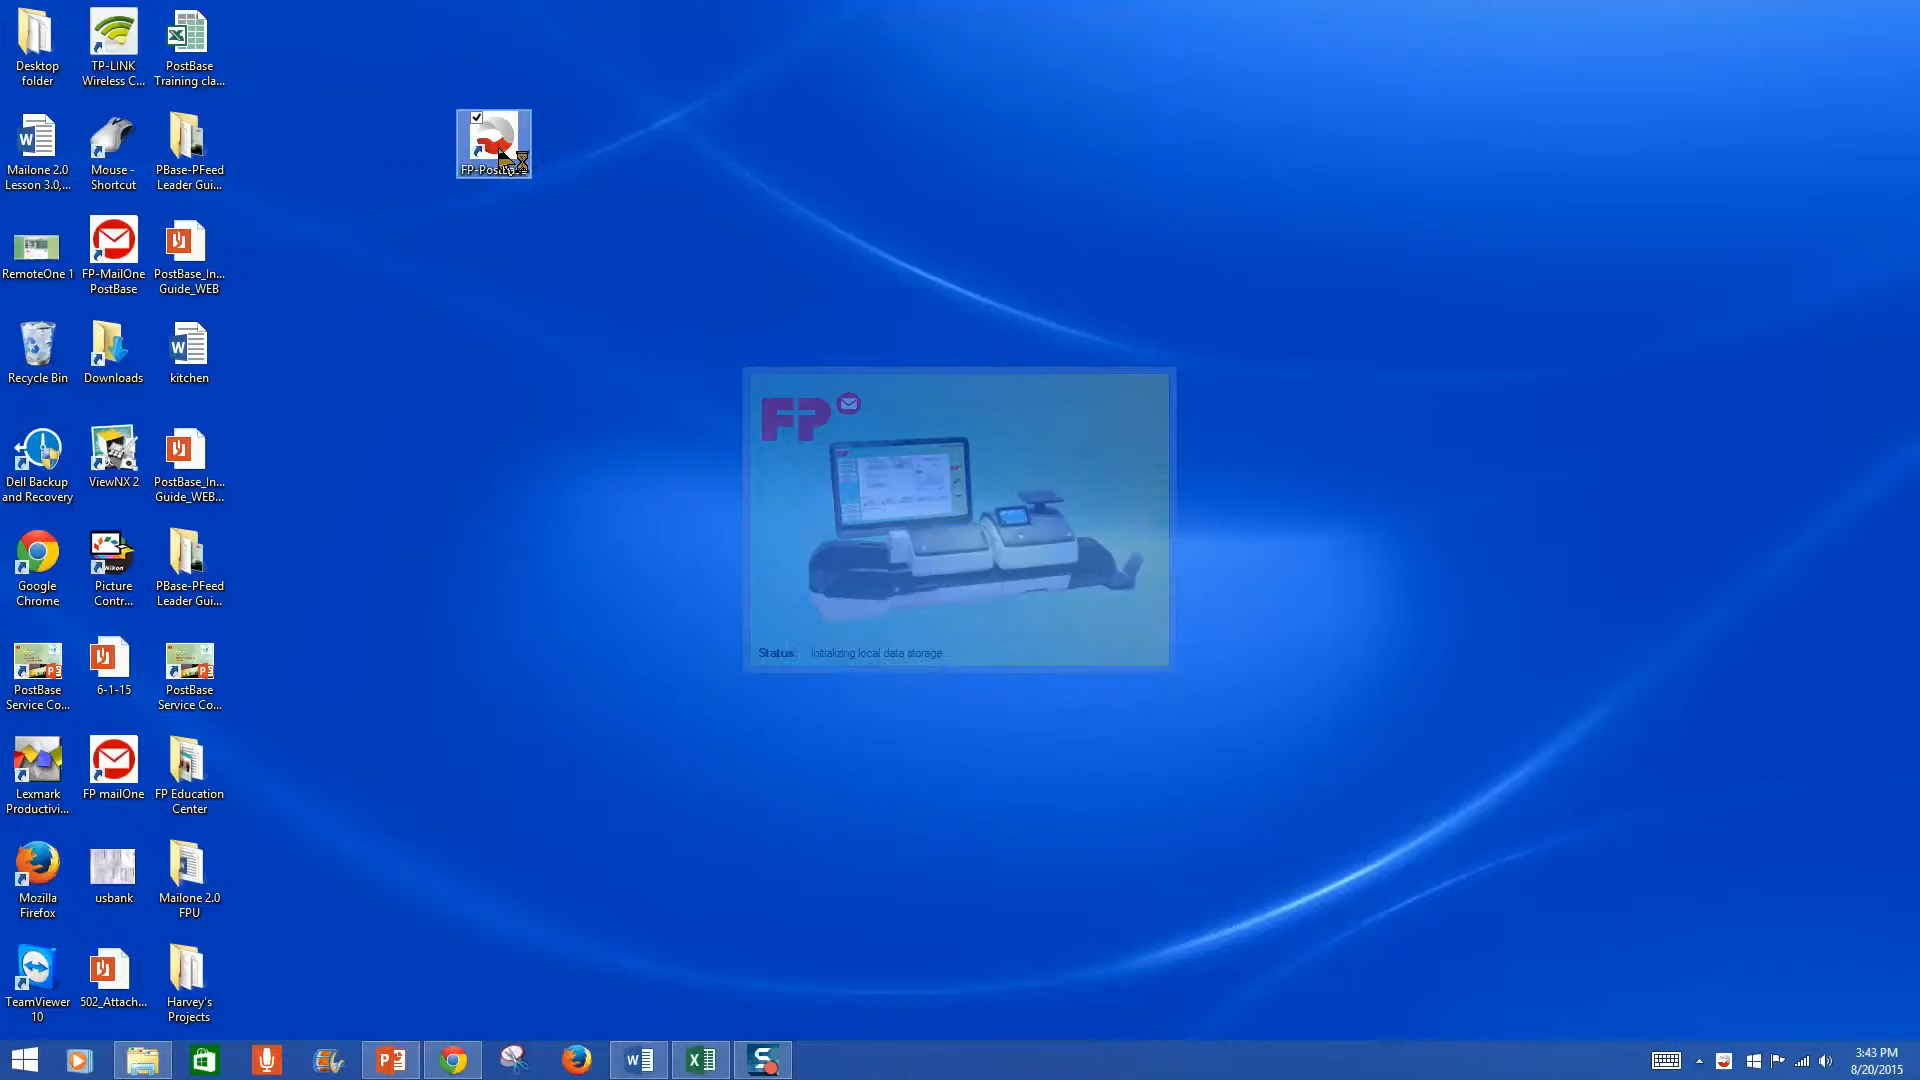 Desktop
folder
TP-LINK
Wireless C...
PostBase
Training cla...
Mailone 2.0
Lesson 3.0,...
Mouse -
Shortcut
PBase-PFeed
Leader Gui...
RemoteOne 1
FP-MailOne
PostBase
PostBase_In...
Guide_WEB
Recycle Bin
Downloads
kitchen
Dell Backup
and Recovery
ViewNX 2
PostBase_In...
Guide_WEB...
Google
Chrome
Picture
Contr...
PBase-PFeed
Leader Gui...
PostBase
Service Co...
6-1-15
PostBase
Service Co...
Lexmark
Productivi...
FP mailOne
FP Education
Center
Mozilla
Firefox
usbank
Mailone 2.0
FPU
TeamViewer
10
502_Attach...
Harvey's
Projects
Nikon
FP
Status: Initializing local data storage...
3:43 PM
8/20/2015